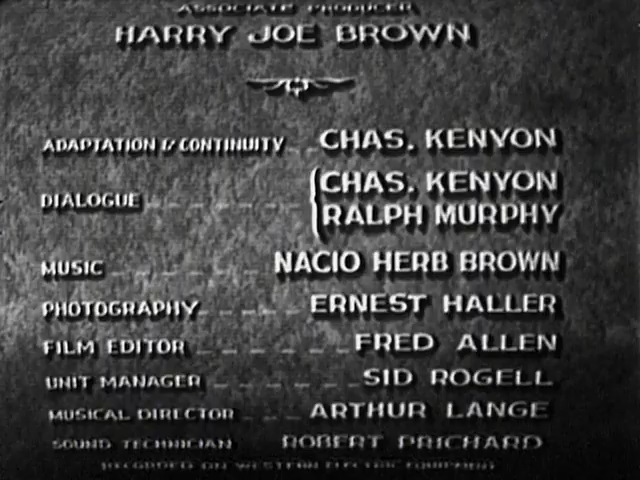 ASSOCIATE PRODUCER
HARRY JOE BROWN
ADAPTATION & CONTINUITY CHAS. KENYON
DIALOGUE CHAS. KENYON
RALPH MURPHY
MUSIC NACIO HERB BROWN
PHOTOGRAPHY ERNEST HALLER
FILM EDITOR FRED ALLEN
UNIT MANAGER SID ROGELL
MUSICAL DIRECTOR ARTHUR LANGE
SOUND TECHNICIAN ROBERT PRICHARD
RECORDED ON WESTERN ELECTRIC EQUIPMENT